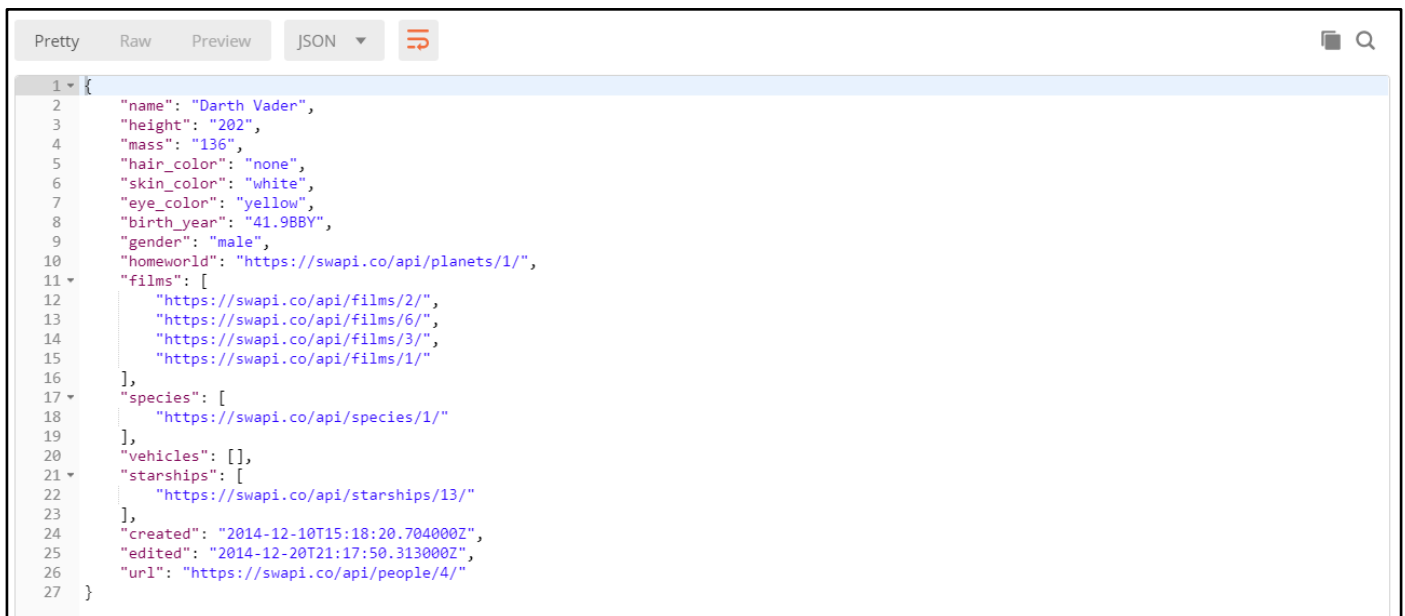 Pretty Raw Preview JSON
1 {
2 "name": "Darth Vader",
3 "height": "202",
4 "mass": "136",
5 "hair_color": "none",
6 "skin_color": "white",
7 "eye_color": "yellow",
8 "birth_year": "41.9BBY",
9 "gender": "male",
10 "homeworld": "https://swapi.co/api/planets/1/",
11 "films": [
12 "https://swapi.co/api/films/2/",
13 "https://swapi.co/api/films/6/",
14 "https://swapi.co/api/films/3/",
15 "https://swapi.co/api/films/1/"
16 ],
17 "species": [
18 "https://swapi.co/api/species/1/"
19 ],
20 "vehicles": [],
21 "starships": [
22 "https://swapi.co/api/starships/13/"
23 ],
24 "created": "2014-12-10T15:18:20.704000Z",
25 "edited": "2014-12-20T21:17:50.313000Z",
26 "url": "https://swapi.co/api/people/4/"
27 }